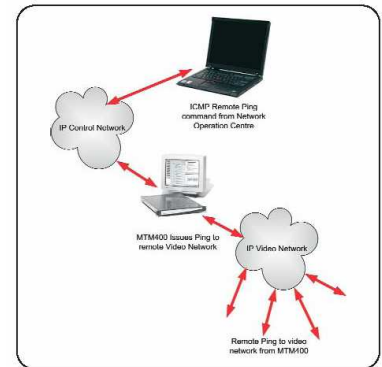 ICMP Remote Ping
command from Network
Operation Centre
IP Control Network
MTM400 Issues Ping to
remote Video Network
IP Video Network
Remote Ping to video
network from MTM400